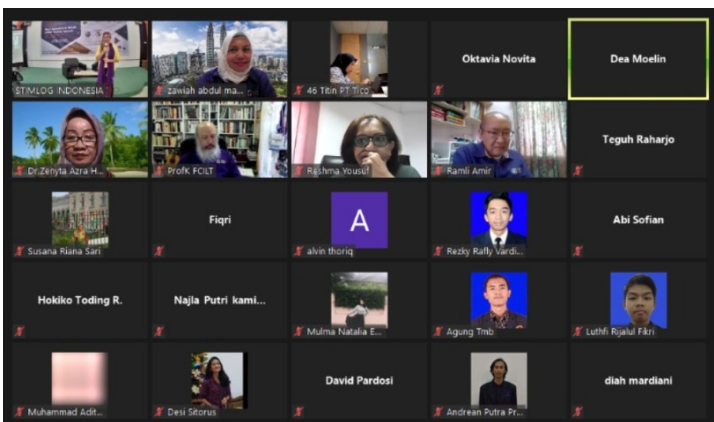 STIMLOG INDONESIA
zawiah abdul ma...
46 Titin PT Tico
Oktavia Novita
Dea Moelin
Dr.Zenyta Azra H...
ProfK FCILT
Reshma Yousuf
Ramli Amir
Teguh Raharjo
Susana Riana Sari
Fiqri
A
alvin thoriq
Rezky Rafly Vardi...
Abi Sofian
Hokiko Toding R.
Najla Putri kami...
Mulma Natalia E...
Agung Tmb
Luthfi Rijalul Fikri
Muhammad Adit...
Desi Sitorus
David Pardosi
Andrean Putra Pr...
diah mardiani